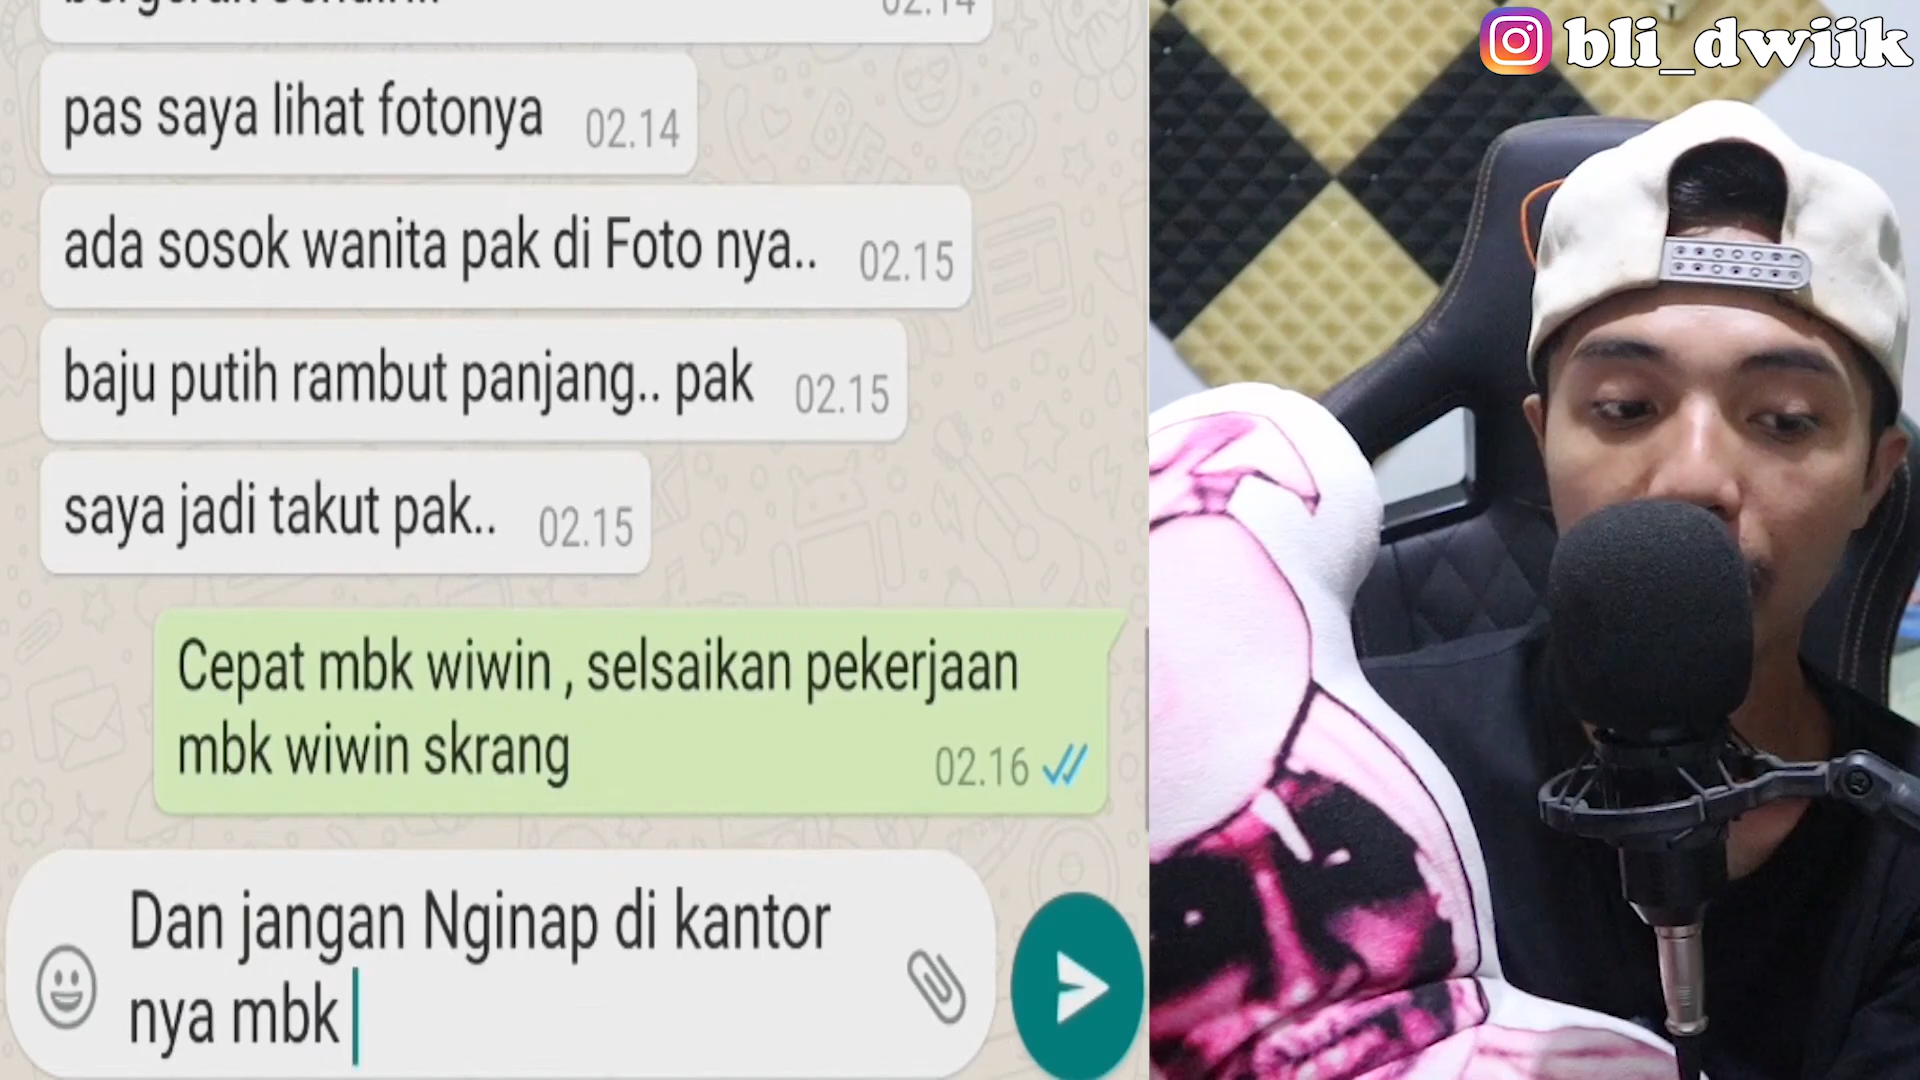 02.14
pas saya lihat fotonya 02.14
ada sosok wanita pak di Foto nya.. 02.15
baju putih rambut panjang.. pak 02.15
saya jadi takut pak.. 02.15
Cepat mbk wiwin , selsaikan pekerjaan
mbk wiwin skrang 02.16
Dan jangan Nginap di kantor
nya mbk
bli_dwiik